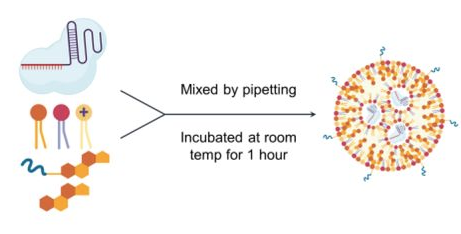 +
Mixed by pipetting
Incubated at room
temp for 1 hour